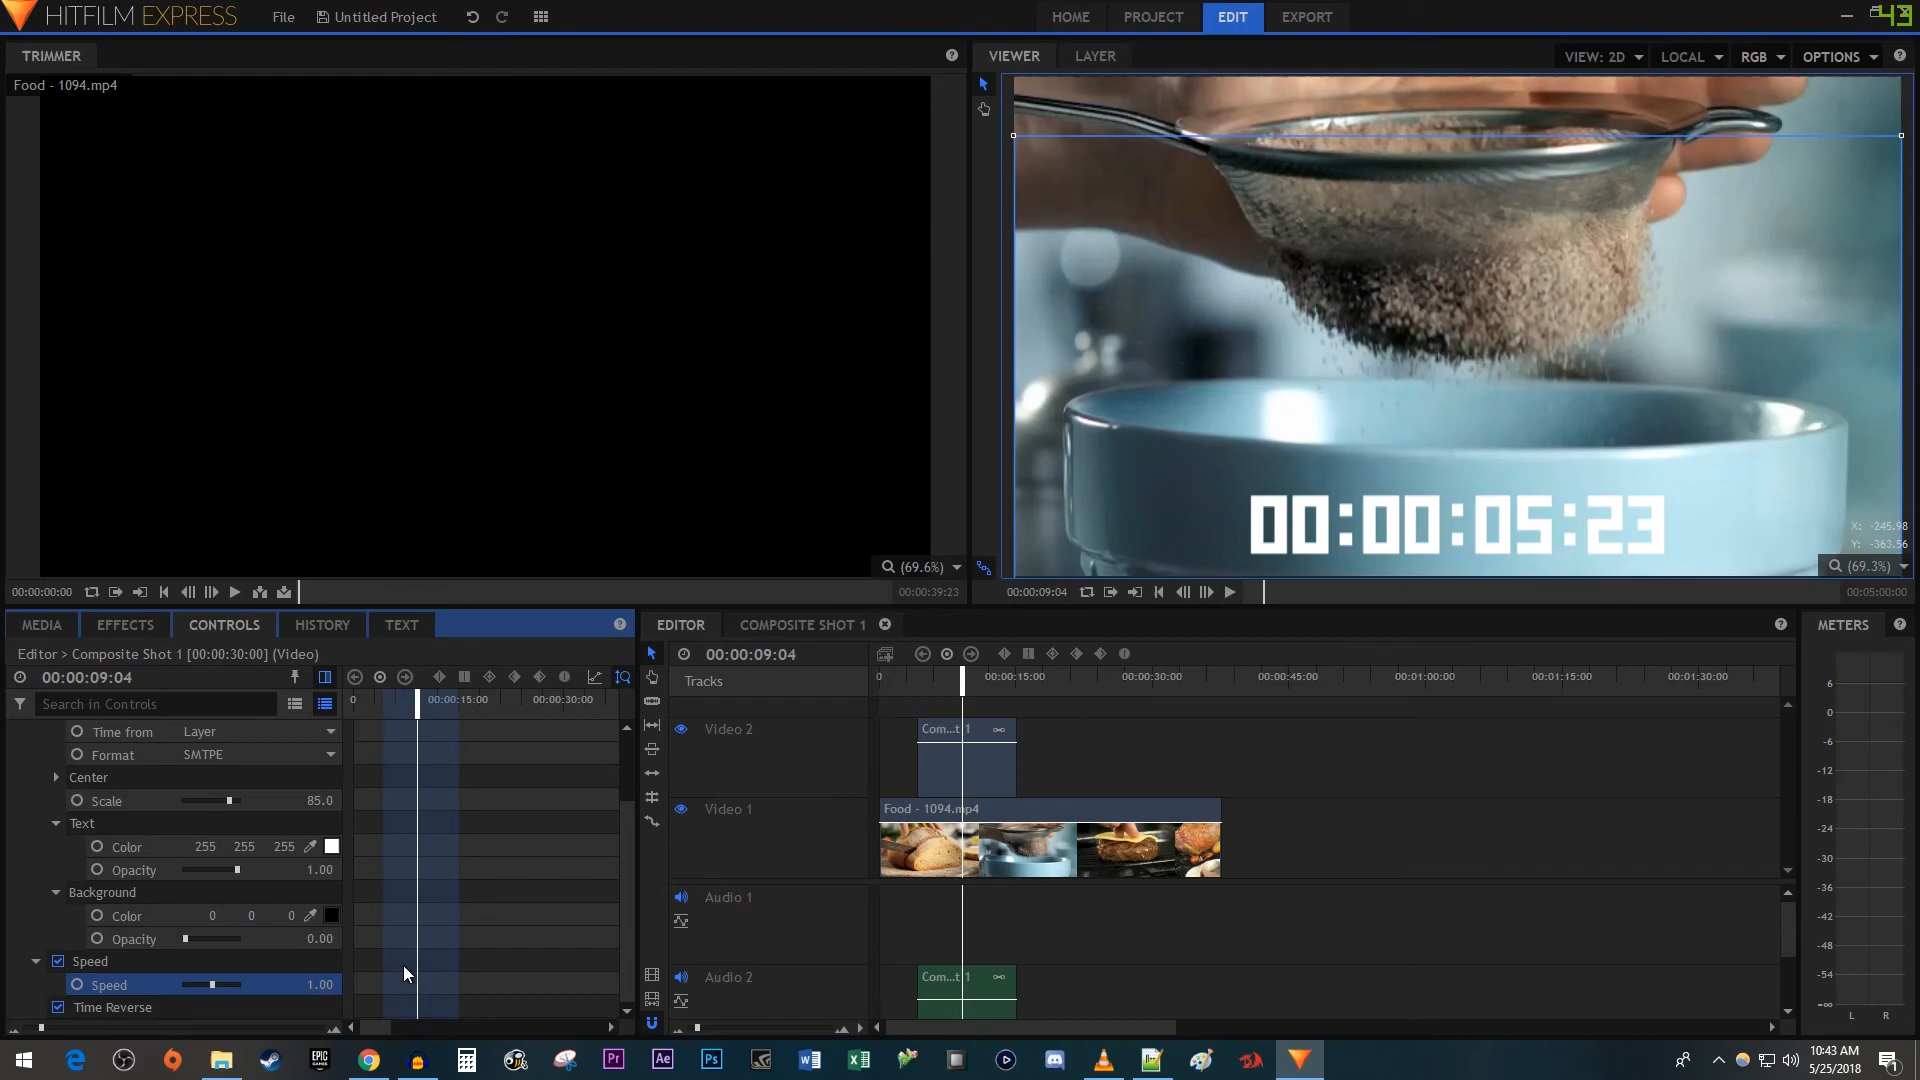 HITFILM EXPRESS
File
Untitled Project
HOME
PROJECT
EDIT
EXPORT
43
TRIMMER
Food - 1094.mp4
(69.6%)
00:00:00:00
00:00:39:23
VIEWER
LAYER
VIEW: 2D
LOCAL
RGB
OPTIONS
00:00:05:23
X: -245.98
Y: -363.56
(69.3%)
00:00:09:04
00:05:00:00
MEDIA
EFFECTS
CONTROLS
HISTORY
TEXT
Editor > Composite Shot 1 [00:00:30:00] (Video)
00:00:09:04
Search in Controls
0
00:00:15:00
00:00:30:00
Time from
Layer
Format
SMTPE
Center
Scale
85.0
Text
Color
255
255
255
Opacity
1.00
Background
Color
0
0
0
Opacity
0.00
Speed
Speed
1.00
Time Reverse
EDITOR
COMPOSITE SHOT 1
00:00:09:04
Tracks
0
00:00:15:00
00:00:30:00
00:00:45:00
00:01:00:00
00:01:15:00
00:01:30:00
Video 2
Com...t 1
Video 1
Food - 1094.mp4
Audio 1
Audio 2
Com...t 1
METERS
6
0
-6
-12
-18
-24
-30
-36
-42
-48
-54
-∞
L
R
EPIC GAMES
Pr
Ae
Ps
10:43 AM
5/25/2018
1